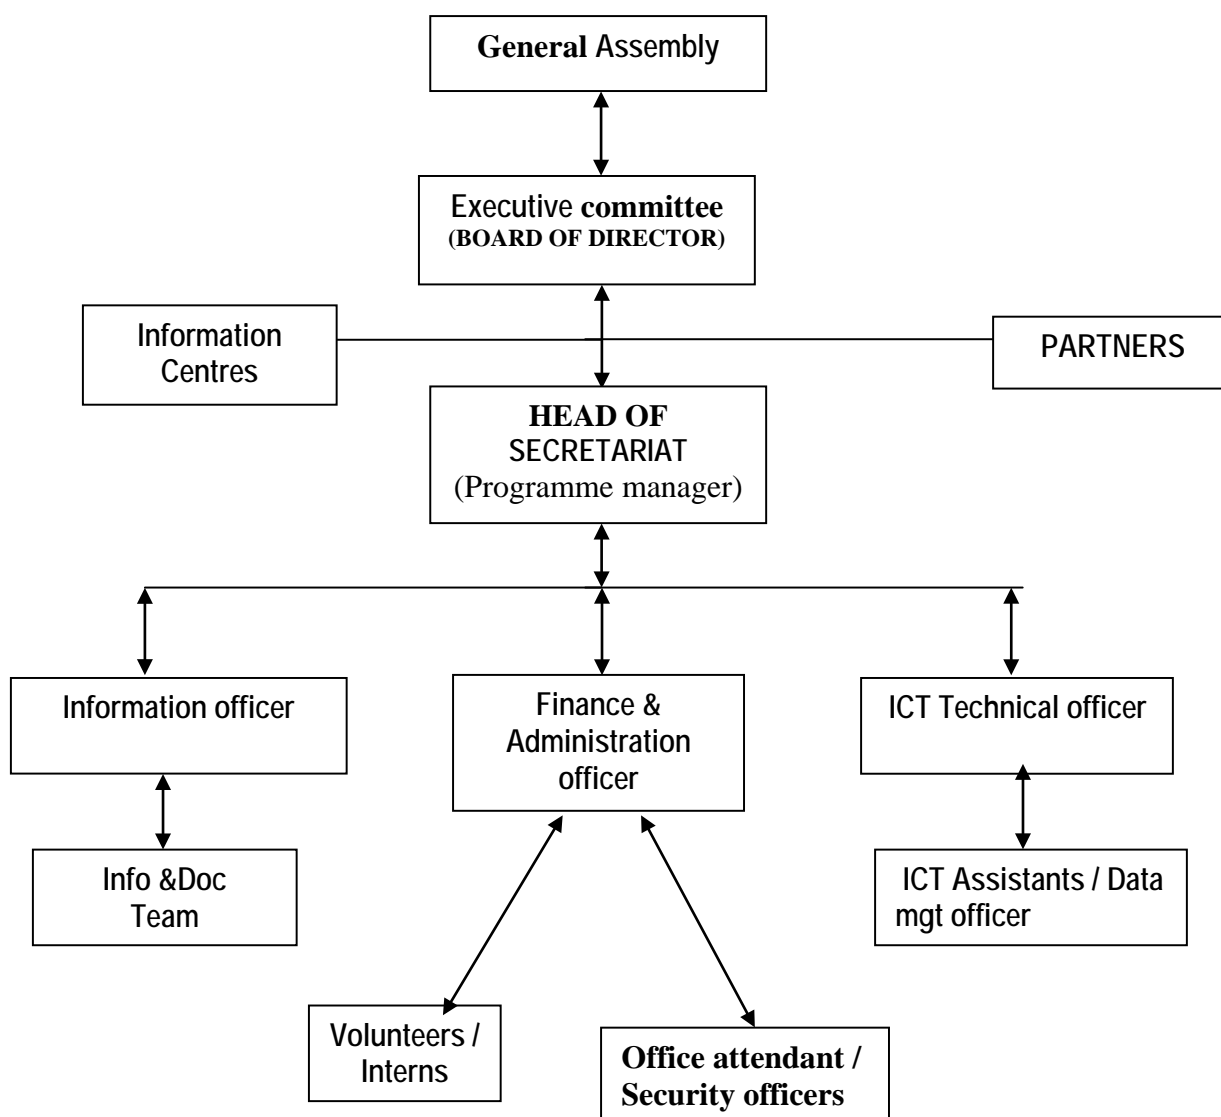 General Assembly
Executive committee
(BOARD OF DIRECTOR)
Information
Centres
PARTNERS
HEAD OF
SECRETARIAT
(Programme manager)
Information officer
Finance &
Administration
officer
ICT Technical officer
Info &Doc
Team
ICT Assistants / Data
mgt officer
Volunteers /
Interns
Office attendant /
Security officers